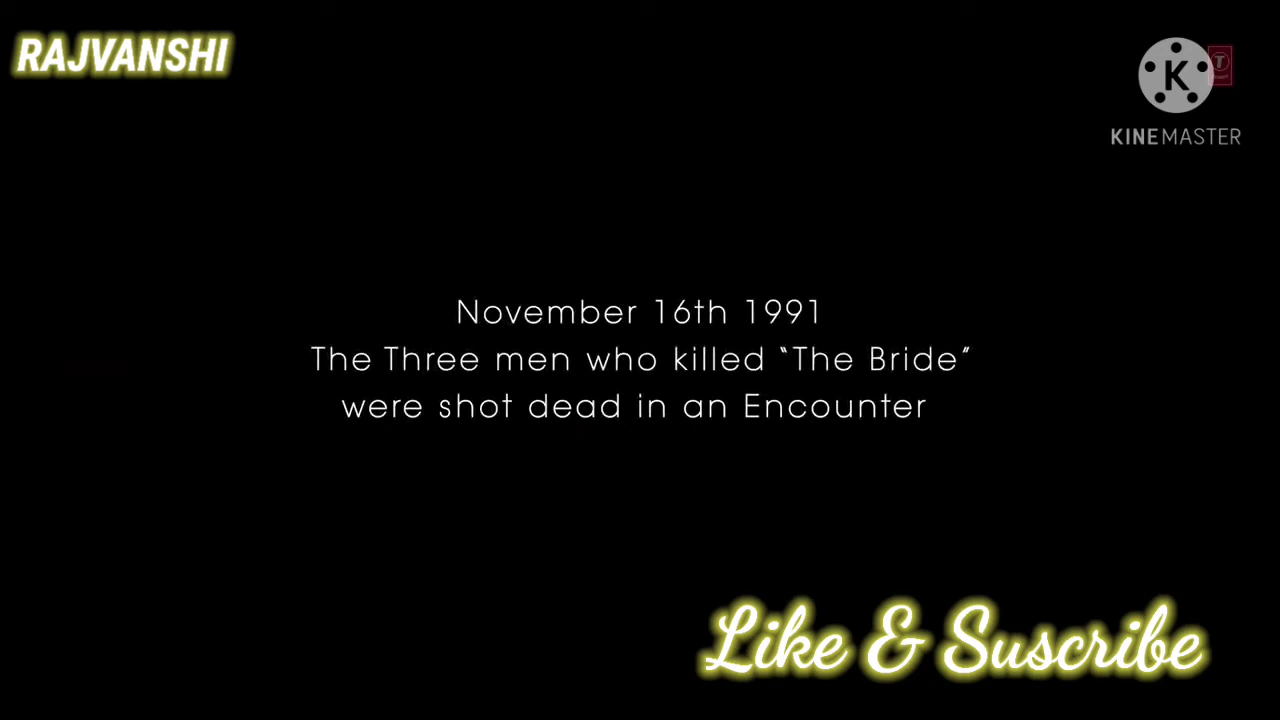 RAJVANSHI
K
T
KINEMASTER
November 16th 1991
The Three men who killed “The Bride”
were shot dead in an Encounter
Like & Suscribe